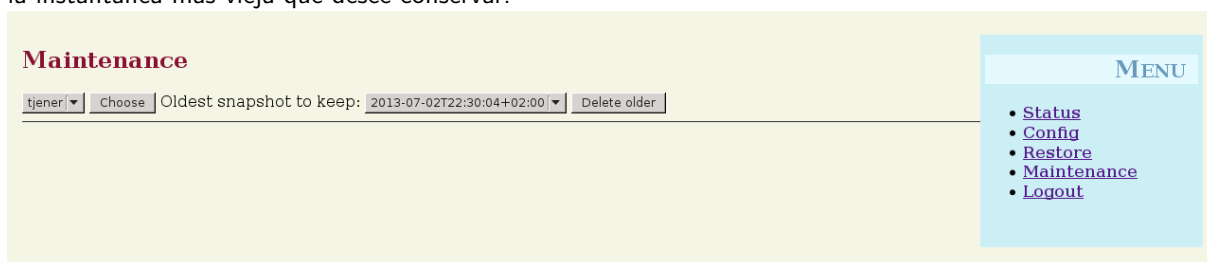 la instantánea más vieja que desee conservar.
Maintenance
tjener Choose Oldest snapshot to keep: 2013-07-02T22:30:04+02:00 Delete older
MENU
Status
Config
Restore
Maintenance
Logout